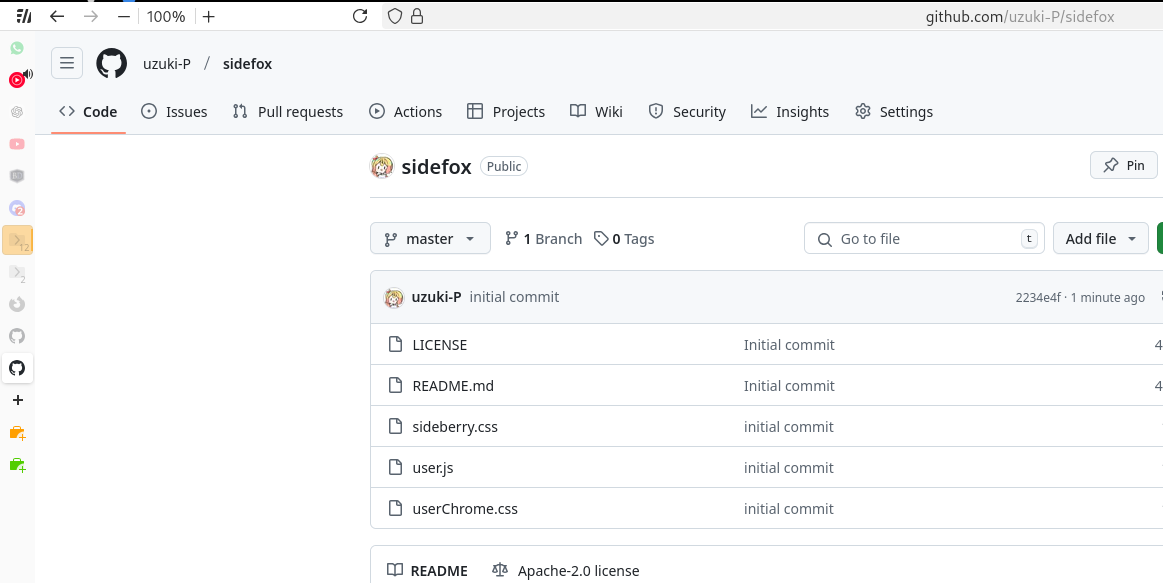 100%
github.com/uzuki-P/sidefox
uzuki-P / sidefox
Code Issues Pull requests Actions Projects Wiki Security Insights Settings
sidefox Public Pin
master 1 Branch 0 Tags Go to file t Add file
uzuki-P initial commit 2234e4f · 1 minute ago
LICENSE Initial commit 4
README.md Initial commit 4
sideberry.css initial commit
user.js initial commit
userChrome.css initial commit
README Apache-2.0 license
2
12
2